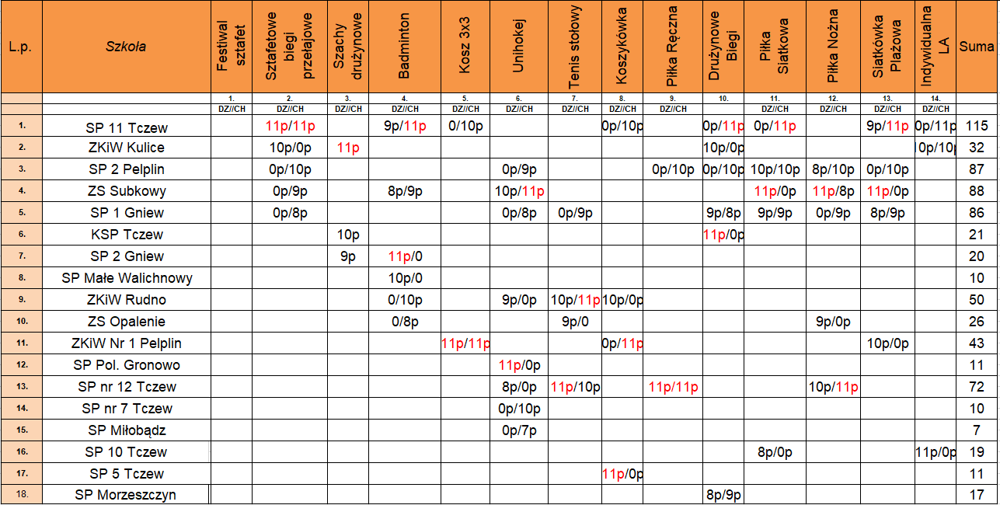 L.p. Szkoła Festiwal sztafet Sztafetowe biegi przełajowe Szachy drużynowe Badminton Kosz 3x3 Unihokej Tenis stołowy Koszykówka Piłka Ręczna Drużynowe Biegi Piłka Siatkowa Piłka Nożna Siatkówka Plażowa Indywidualna LA Suma
1. 2. 3. 4. 5. 6. 7. 8. 9. 10. 11. 12. 13. 14.
DZ//CH DZ//CH DZ//CH DZ//CH DZ//CH DZ//CH DZ//CH DZ//CH DZ//CH DZ//CH DZ//CH DZ//CH DZ//CH DZ//CH
1. SP 11 Tczew 11p/11p 9p/11p 0/10p 0p/10p 0p/11p 0p/11p 9p/11p 0p/11p 115
2. ZKiW Kulice 10p/0p 11p 10p/0p 10p/10p 32
3. SP 2 Pelplin 0p/10p 0p/9p 0p/10p 0p/10p 10p/10p 8p/10p 0p/10p 87
4. ZS Subkowy 0p/9p 8p/9p 10p/11p 11p/0p 11p/8p 11p/0p 88
5. SP 1 Gniew 0p/8p 0p/8p 0p/9p 9p/8p 9p/9p 0p/9p 8p/9p 86
6. KSP Tczew 10p 11p/0p 21
7. SP 2 Gniew 9p 11p/0 20
8. SP Małe Walichnowy 10p/0 10
9. ZKiW Rudno 0/10p 9p/0p 10p/11p 10p/0p 50
10. ZS Opalenie 0/8p 9p/0 9p/0p 26
11. ZKiW Nr 1 Pelplin 11p/11p 0p/11p 10p/0p 43
12. SP Pol. Gronowo 11p/0p 11
13. SP nr 12 Tczew 8p/0p 11p/10p 11p/11p 10p/11p 72
14. SP nr 7 Tczew 0p/10p 10
15. SP Miłobądz 0p/7p 7
16. SP 10 Tczew 8p/0p 11p/0p 19
17. SP 5 Tczew 11p/0p 11
18. SP Morzeszczyn 8p/9p 17